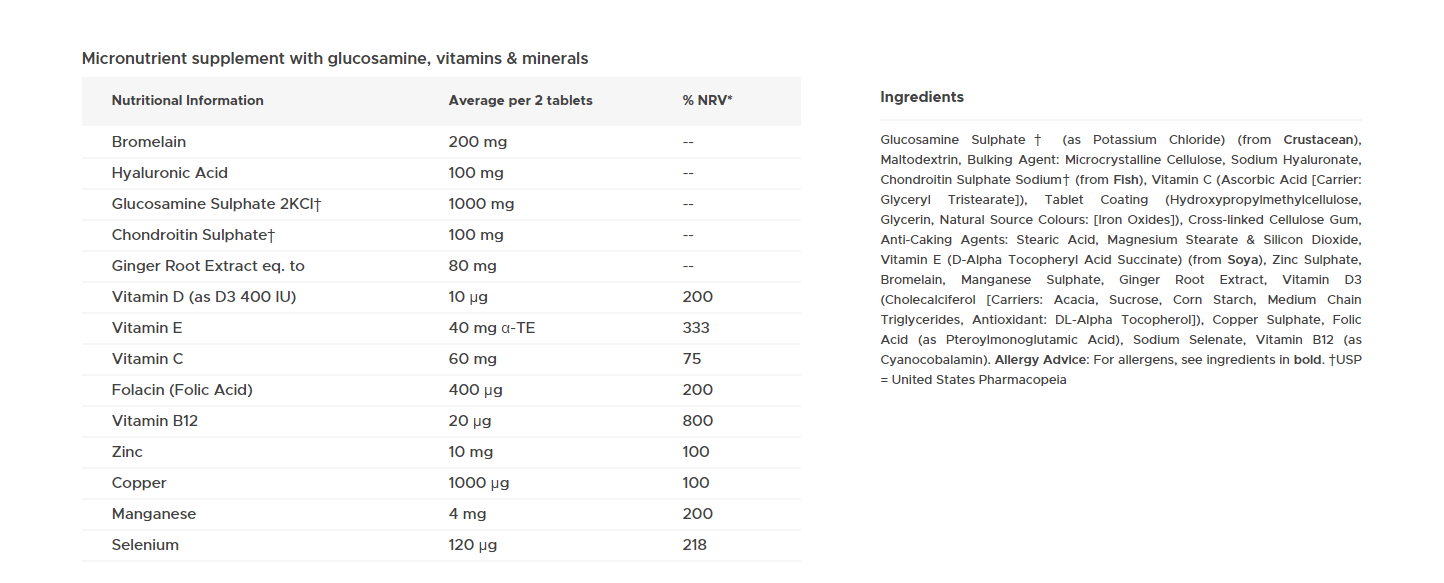 Micronutrient supplement with glucosamine, vitamins & minerals
Nutritional Information Average per 2 tablets % NRV*
Bromelain 200 mg --
Hyaluronic Acid 100 mg --
Glucosamine Sulphate 2KCl† 1000 mg --
Chondroitin Sulphate† 100 mg --
Ginger Root Extract eq. to 80 mg --
Vitamin D (as D3 400 IU) 10 µg 200
Vitamin E 40 mg α-TE 333
Vitamin C 60 mg 75
Folacin (Folic Acid) 400 µg 200
Vitamin B12 20 µg 800
Zinc 10 mg 100
Copper 1000 µg 100
Manganese 4 mg 200
Selenium 120 µg 218
Ingredients
Glucosamine Sulphate † (as Potassium Chloride) (from Crustacean),
Maltodextrin, Bulking Agent: Microcrystalline Cellulose, Sodium Hyaluronate,
Chondroitin Sulphate Sodium† (from Fish), Vitamin C (Ascorbic Acid [Carrier:
Glyceryl Tristearate]), Tablet Coating (Hydroxypropylmethylcellulose,
Glycerin, Natural Source Colours: [Iron Oxides]), Cross-linked Cellulose Gum,
Anti-Caking Agents: Stearic Acid, Magnesium Stearate & Silicon Dioxide,
Vitamin E (D-Alpha Tocopheryl Acid Succinate) (from Soya), Zinc Sulphate,
Bromelain, Manganese Sulphate, Ginger Root Extract, Vitamin D3
(Cholecalciferol [Carriers: Acacia, Sucrose, Corn Starch, Medium Chain
Triglycerides, Antioxidant: DL-Alpha Tocopherol]), Copper Sulphate, Folic
Acid (as Pteroylmonoglutamic Acid), Sodium Selenate, Vitamin B12 (as
Cyanocobalamin). Allergy Advice: For allergens, see ingredients in bold. †USP
= United States Pharmacopeia